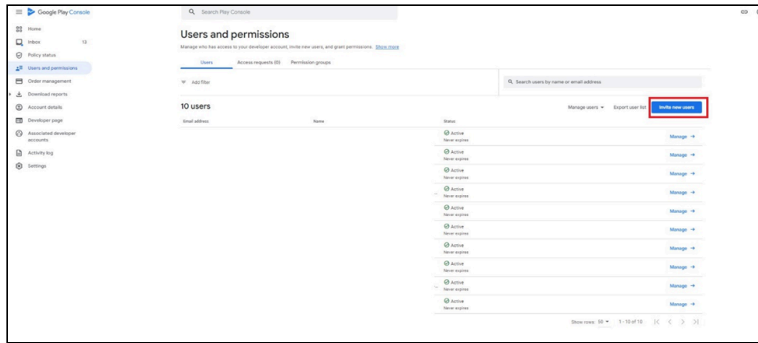 Google Play Console
Search Play Console
Home
Inbox 12
Policy status
Users and permissions
Order management
Download reports
Account details
Developer page
Associated developer
accounts
Activity log
Settings
Users and permissions
Manage who has access to your developer account, invite new users, and grant permissions. Show more
Users Access requests (0) Permission groups
Add filter
Search users by name or email address
10 users
Manage users Export user list Invite new users
Email address Name Status
Active
Never expires
Manage →
Active
Never expires
Manage →
Active
Never expires
Manage →
Active
Never expires
Manage →
Active
Never expires
Manage →
Active
Never expires
Manage →
Active
Never expires
Manage →
Active
Never expires
Manage →
Active
Never expires
Manage →
Active
Never expires
Manage →
Show rows: 50 1 - 10 of 10